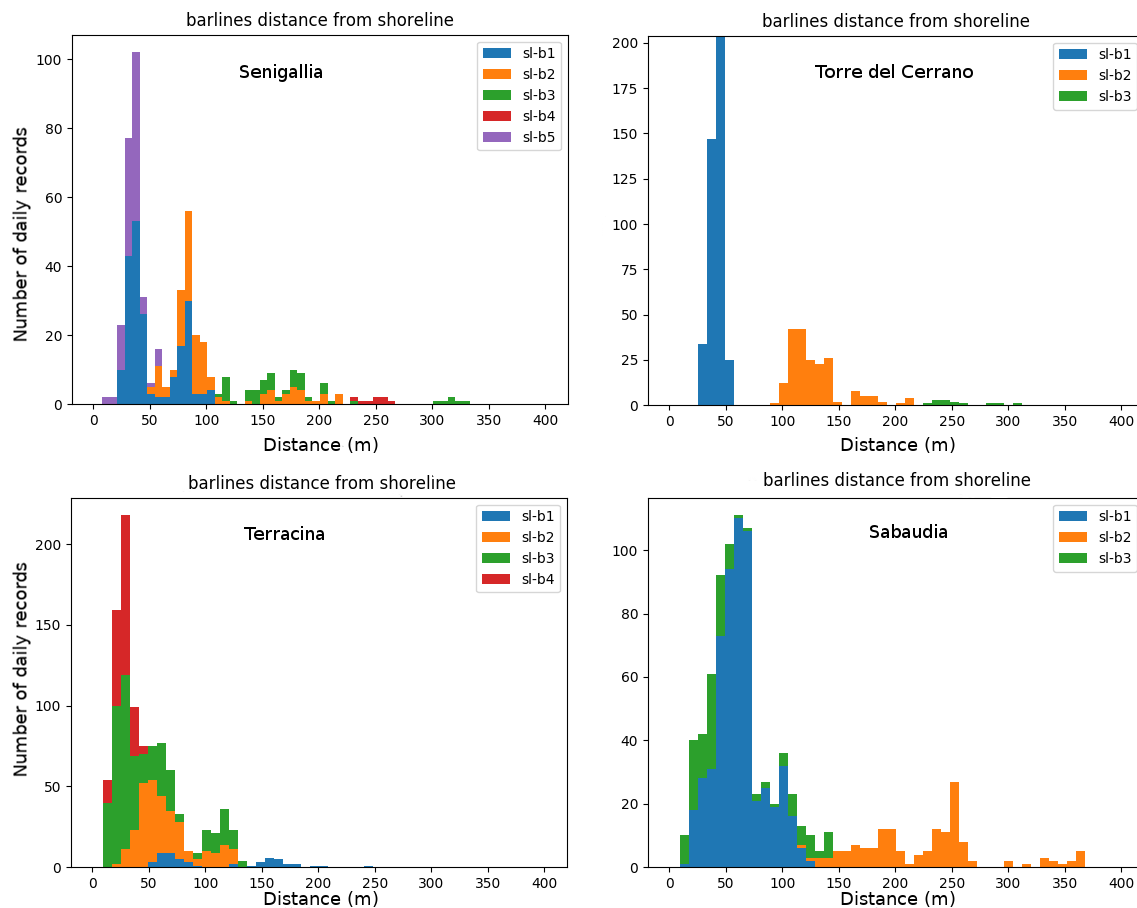 barlines distance from shoreline
Senigallia
sl-b1
sl-b2
sl-b3
sl-b4
sl-b5
Number of daily records
100
80
60
40
20
0
0 50 100 150 200 250 300 350 400
Distance (m)
barlines distance from shoreline
Torre del Cerrano
sl-b1
sl-b2
sl-b3
200
175
150
125
100
75
50
25
0
0 50 100 150 200 250 300 350 400
Distance (m)
barlines distance from shoreline
Terracina
sl-b1
sl-b2
sl-b3
sl-b4
Number of daily records
200
150
100
50
0
0 50 100 150 200 250 300 350 400
Distance (m)
barlines distance from shoreline
Sabaudia
sl-b1
sl-b2
sl-b3
100
80
60
40
20
0
0 50 100 150 200 250 300 350 400
Distance (m)